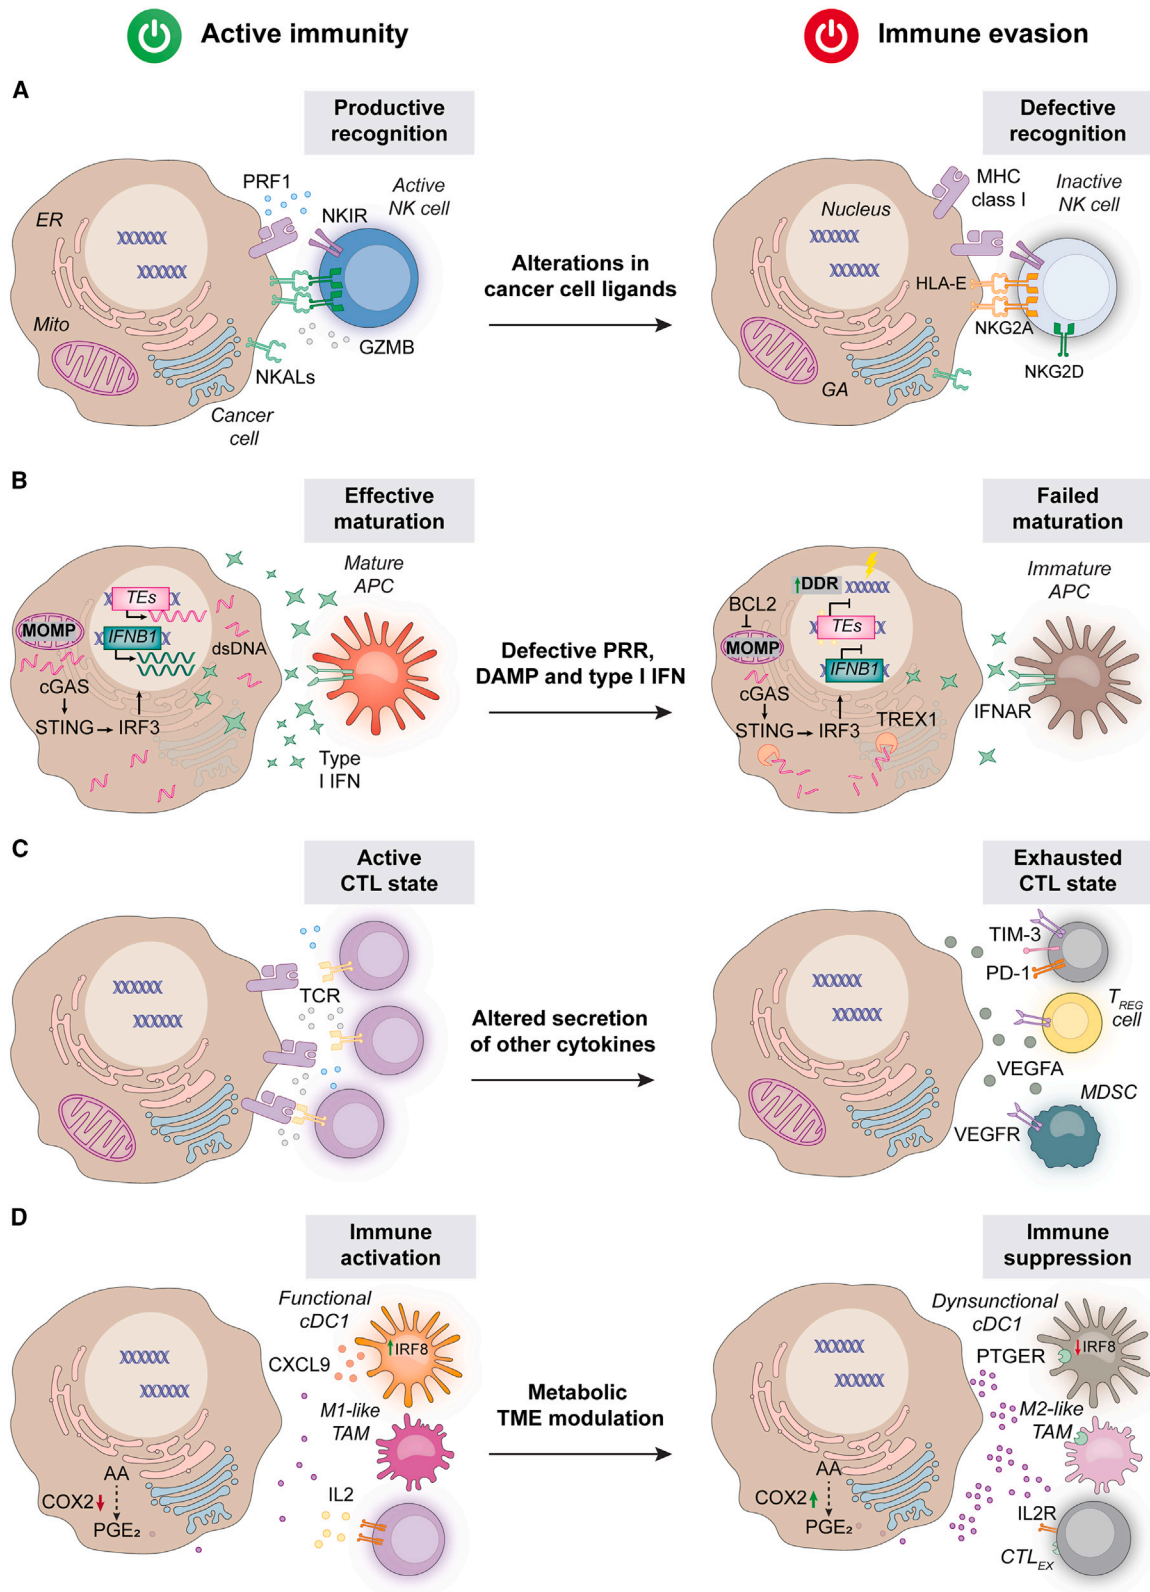 Active immunity
Immune evasion
A
Productive
recognition
Defective
recognition
PRF1
Active
NK cell
NKIR
ER
Mito
GZMB
NKALs
Cancer
cell
Alterations in
cancer cell ligands
MHC
class I
Inactive
NK cell
Nucleus
HLA-E
NKG2A
NKG2D
GA
B
Effective
maturation
Failed
maturation
Mature
APC
TEs
MOMP
IFNB1
dsDNA
cGAS
STING
IRF3
Type
I IFN
Defective PRR,
DAMP and type I IFN
Immature
APC
DDR
BCL2
TEs
MOMP
IFNB1
cGAS
STING
IRF3
TREX1
IFNAR
C
Active
CTL state
Exhausted
CTL state
TCR
Altered secretion
of other cytokines
TIM-3
PD-1
TREG
cell
VEGFA
MDSC
VEGFR
D
Immune
activation
Immune
suppression
Functional
cDC1
IRF8
CXCL9
M1-like
TAM
AA
COX2
PGE2
IL2
Metabolic
TME modulation
Dynsunctional
cDC1
IRF8
PTGER
M2-like
TAM
AA
COX2
PGE2
IL2R
CTLEX